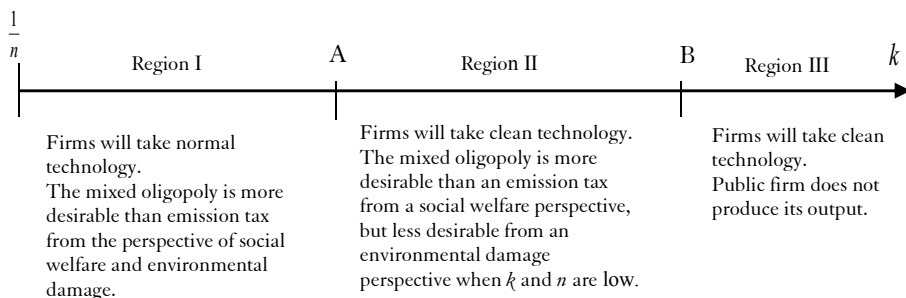 1
n
Region I
A
Region II
B
Region III
k
Firms will take normal
technology.
The mixed oligopoly is more
desirable than emission tax
from the perspective of social
welfare and environmental
damage.
Firms will take clean technology.
The mixed oligopoly is more
desirable than an emission tax
from a social welfare perspective,
but less desirable from an
environmental damage
perspective when k and n are low.
Firms will take clean
technology.
Public firm does not
produce its output.